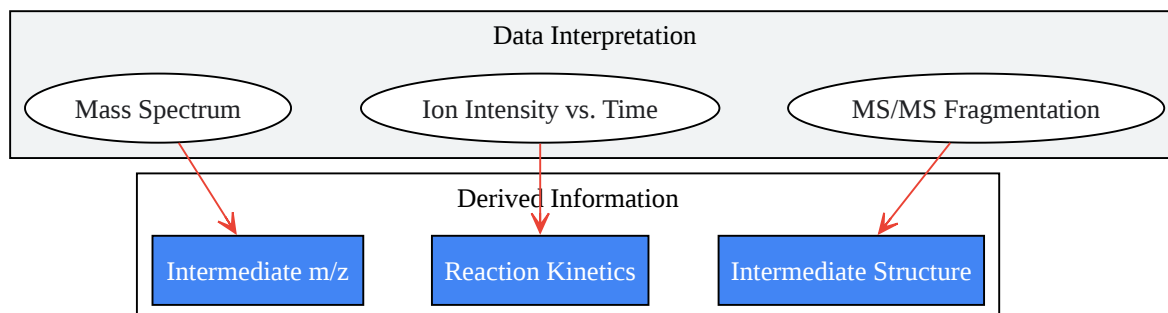 Data Interpretation
Mass Spectrum
Ion Intensity vs. Time
MS/MS Fragmentation
Derived Information
Intermediate m/z
Reaction Kinetics
Intermediate Structure